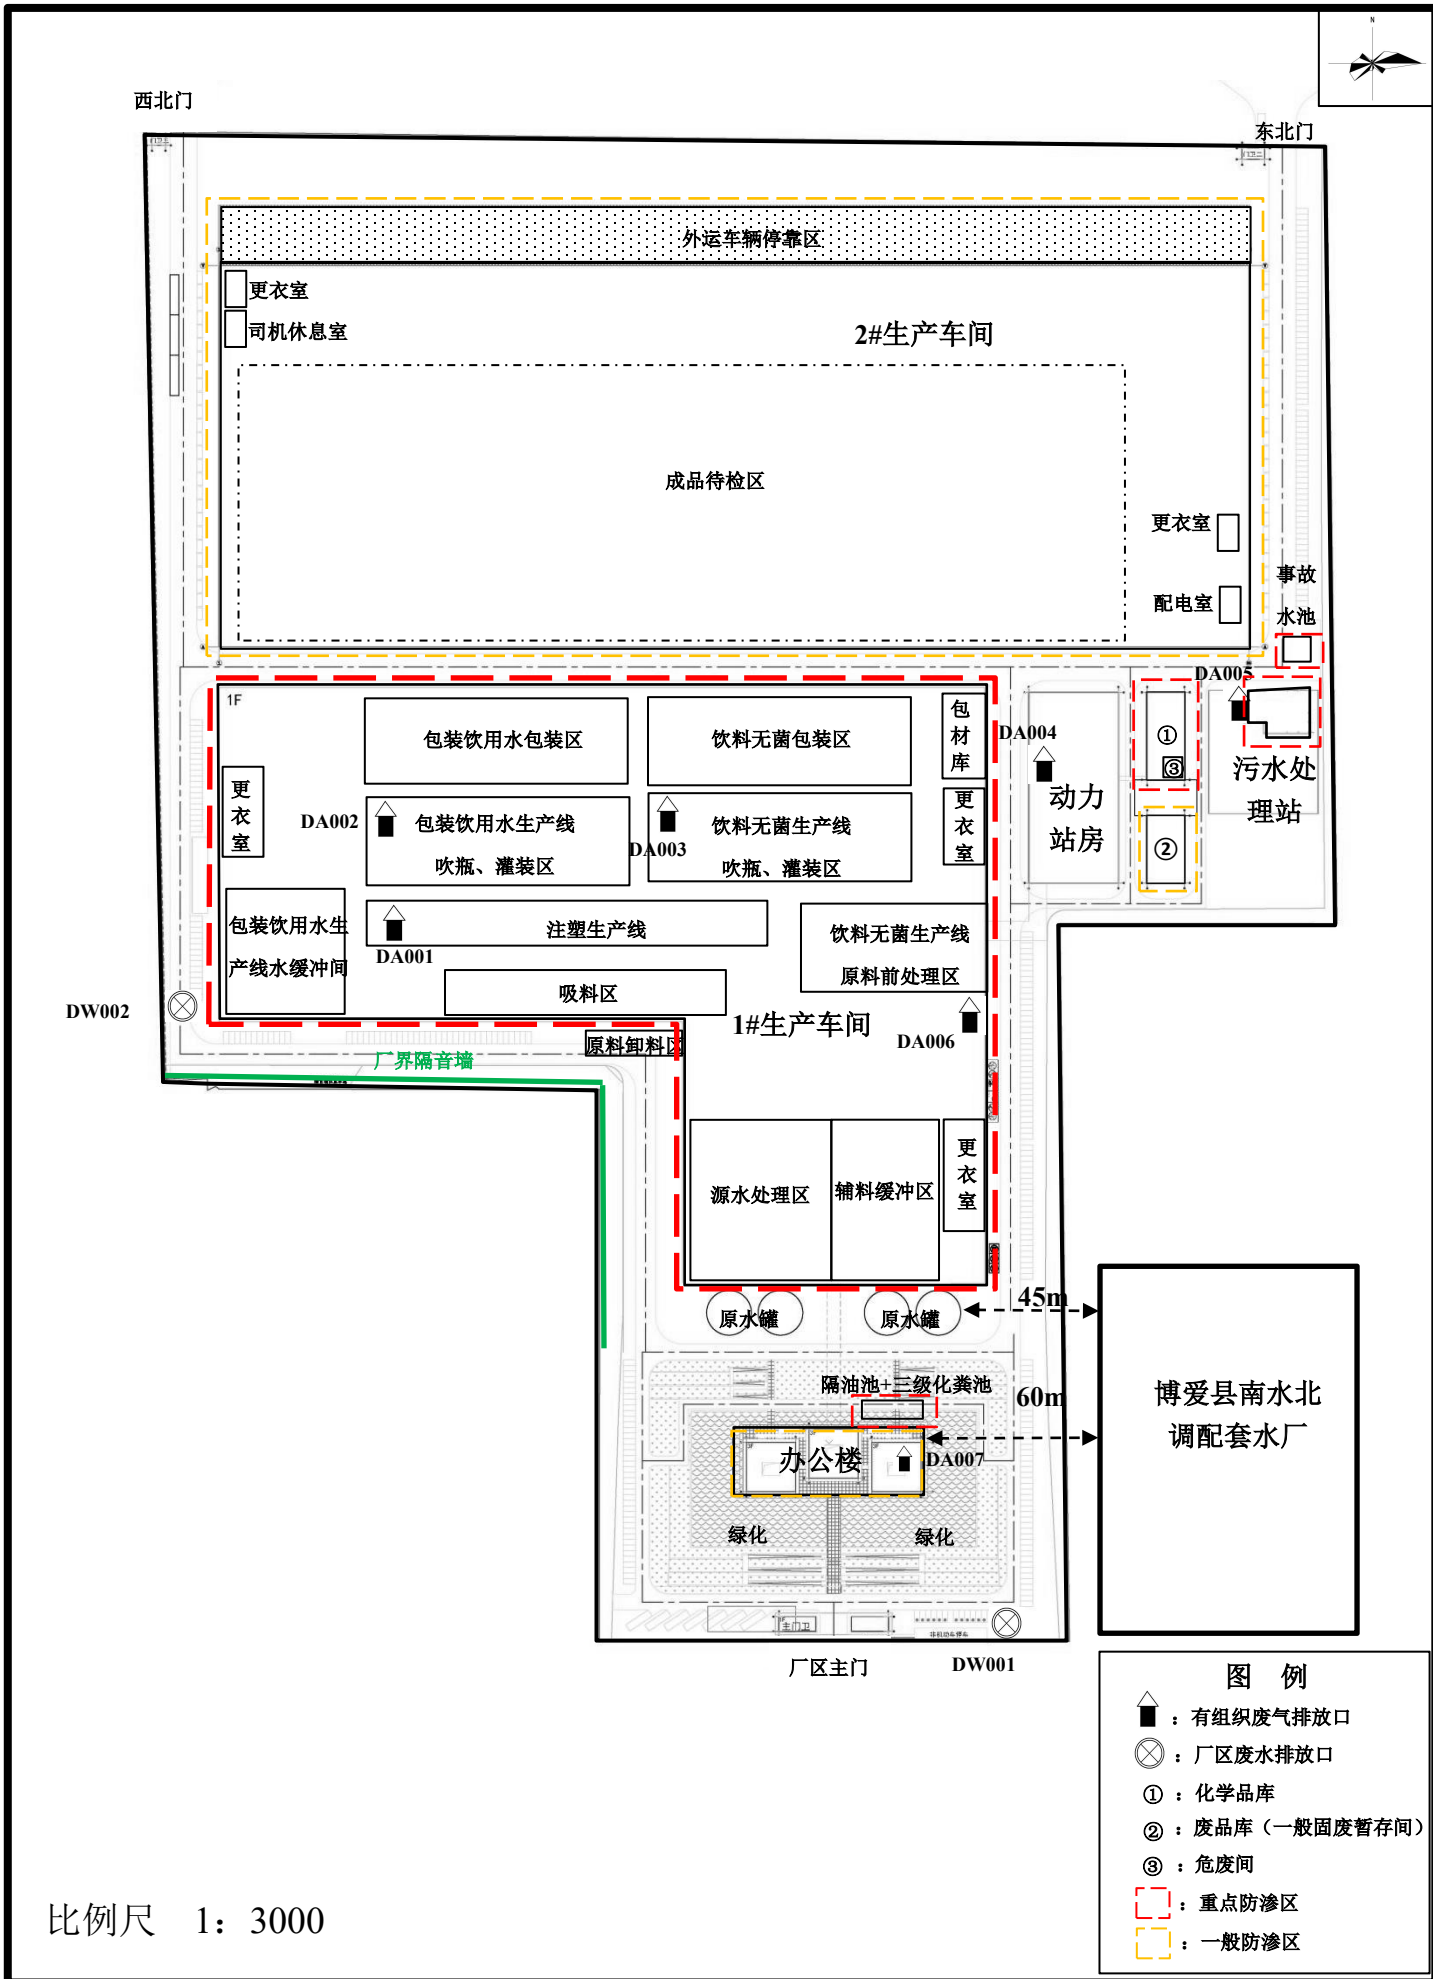 N
西北门
东北门
门卫二
外运车辆停靠区
更衣室
司机休息室
2#生产车间
成品待检区
更衣室
配电室
事故
水池
DA005
1F
包装饮用水包装区
饮料无菌包装区
包
材
库
DA004
①
③
污水处
理站
动力
站房
更
衣
室
DA002
包装饮用水生产线
吹瓶、灌装区
DA003
饮料无菌生产线
吹瓶、灌装区
更
衣
室
②
包装饮用水生
产线水缓冲间
DA001
注塑生产线
饮料无菌生产线
原料前处理区
吸料区
DW002
1#生产车间
DA006
原料卸料区
厂界隔音墙
源水处理区
辅料缓冲区
更
衣
室
原水罐
原水罐
45m
隔油池+三级化粪池
60m
博爱县南水北
调配套水厂
办公楼
DA007
绿化
绿化
主门卫
非机动车停车
厂区主门
DW001
图 例
：有组织废气排放口
：厂区废水排放口
①：化学品库
②：废品库（一般固废暂存间）
③：危废间
：重点防渗区
：一般防渗区
比例尺 1：3000